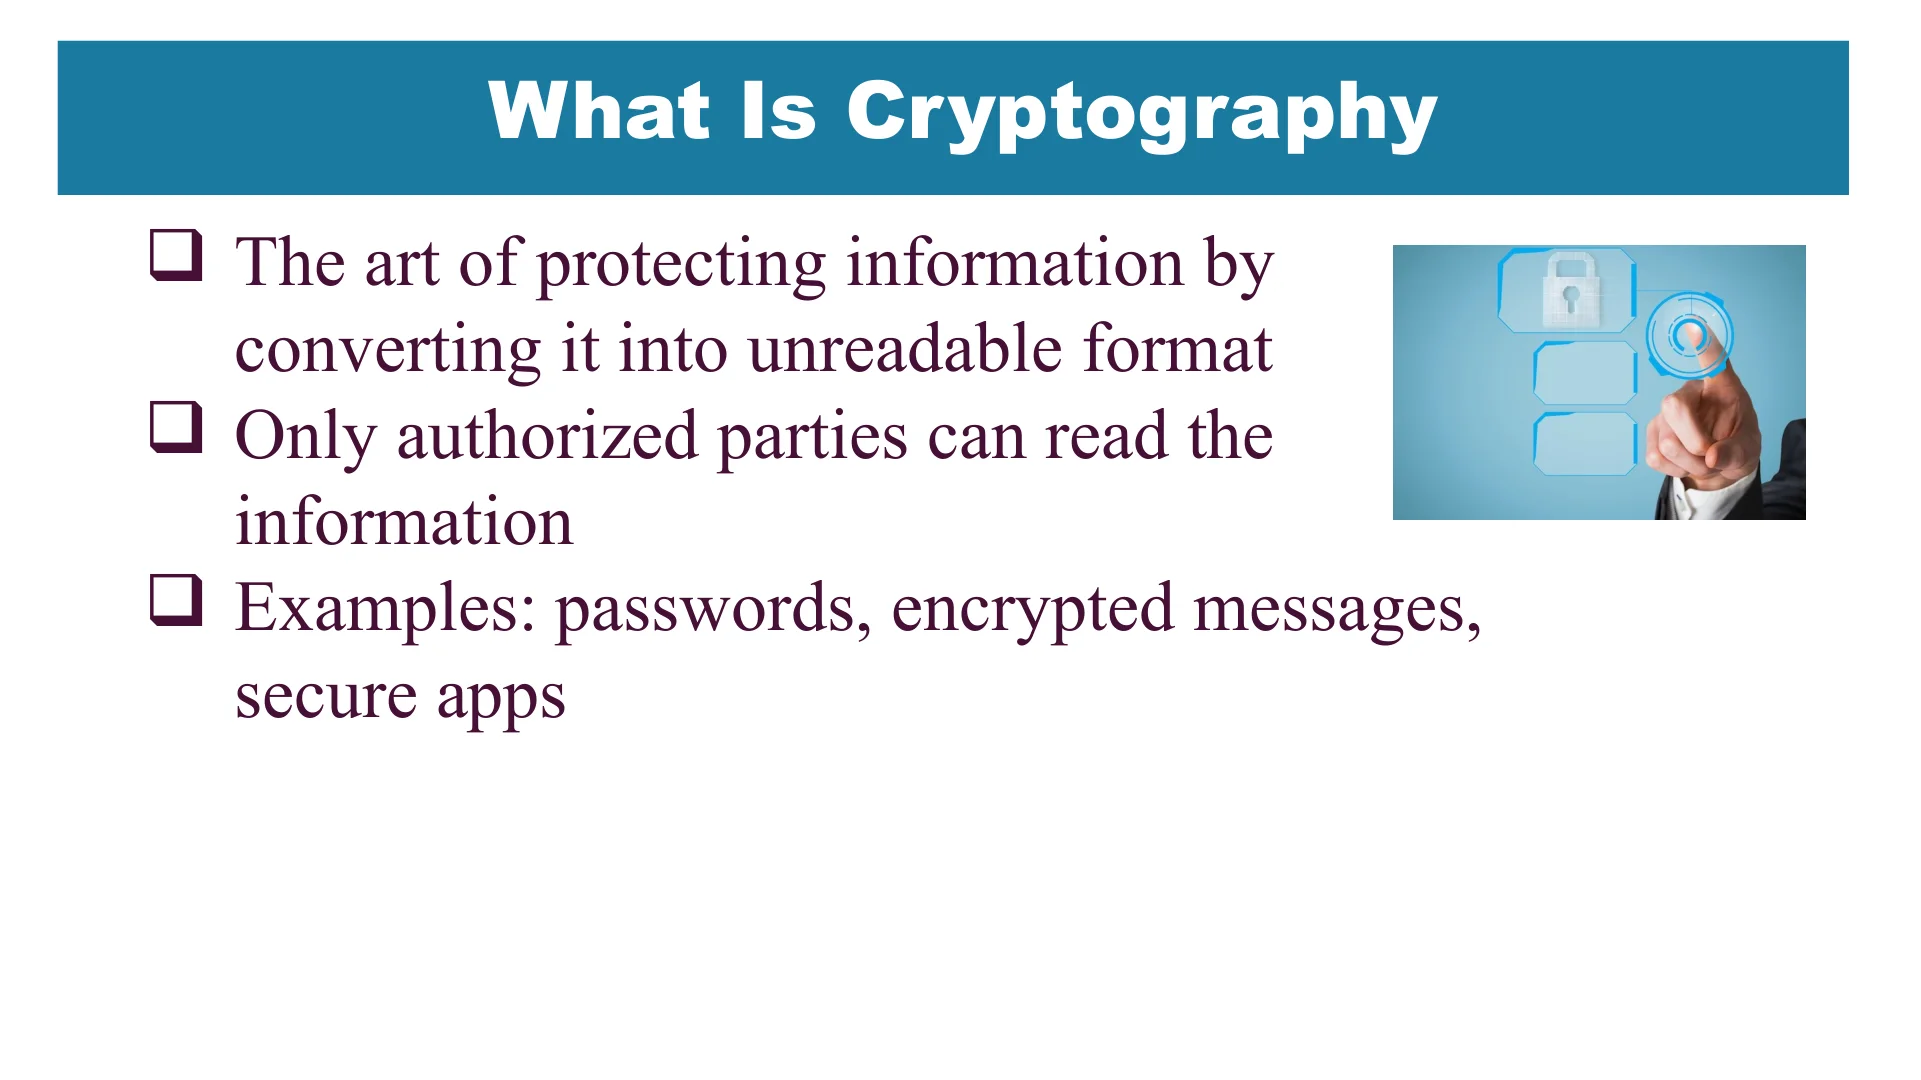 What Is Cryptography
The art of protecting information by
converting it into unreadable format
Only authorized parties can read the
information
Examples: passwords, encrypted messages,
secure apps